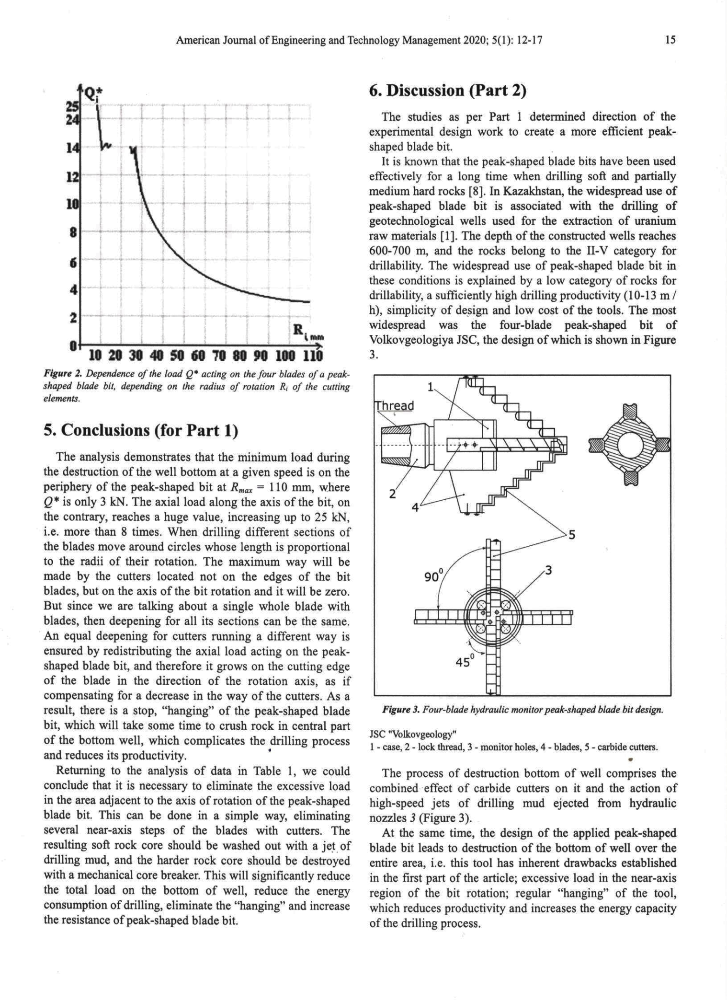 American Journal of Engineering and Technology Management 2020; 5(1): 12-17
15
Qi*
25
24
14
12
10
8
6
4
2
0
Ri mm
10 20 30 40 50 60 70 80 90 100 110
Figure 2. Dependence of the load Q* acting on the four blades of a peak-
shaped blade bit, depending on the radius of rotation Ri of the cutting
elements.
5. Conclusions (for Part 1)
The analysis demonstrates that the minimum load during
the destruction of the well bottom at a given speed is on the
periphery of the peak-shaped bit at Rmax = 110 mm, where
Q* is only 3 kN. The axial load along the axis of the bit, on
the contrary, reaches a huge value, increasing up to 25 kN,
i.e. more than 8 times. When drilling different sections of
the blades move around circles whose length is proportional
to the radii of their rotation. The maximum way will be
made by the cutters located not on the edges of the bit
blades, but on the axis of the bit rotation and it will be zero.
But since we are talking about a single whole blade with
blades, then deepening for all its sections can be the same.
An equal deepening for cutters running a different way is
ensured by redistributing the axial load acting on the peak-
shaped blade bit, and therefore it grows on the cutting edge
of the blade in the direction of the rotation axis, as if
compensating for a decrease in the way of the cutters. As a
result, there is a stop, “hanging” of the peak-shaped blade
bit, which will take some time to crush rock in central part
of the bottom well, which complicates the drilling process
and reduces its productivity.
Returning to the analysis of data in Table 1, we could
conclude that it is necessary to eliminate the excessive load
in the area adjacent to the axis of rotation of the peak-shaped
blade bit. This can be done in a simple way, eliminating
several near-axis steps of the blades with cutters. The
resulting soft rock core should be washed out with a jet of
drilling mud, and the harder rock core should be destroyed
with a mechanical core breaker. This will significantly reduce
the total load on the bottom of well, reduce the energy
consumption of drilling, eliminate the “hanging” and increase
the resistance of peak-shaped blade bit.
6. Discussion (Part 2)
The studies as per Part 1 determined direction of the
experimental design work to create a more efficient peak-
shaped blade bit.
It is known that the peak-shaped blade bits have been used
effectively for a long time when drilling soft and partially
medium hard rocks [8]. In Kazakhstan, the widespread use of
peak-shaped blade bit is associated with the drilling of
geotechnological wells used for the extraction of uranium
raw materials [1]. The depth of the constructed wells reaches
600-700 m, and the rocks belong to the II-V category for
drillability. The widespread use of peak-shaped blade bit in
these conditions is explained by a low category of rocks for
drillability, a sufficiently high drilling productivity (10-13 m /
h), simplicity of design and low cost of the tools. The most
widespread was the four-blade peak-shaped bit of
Volkovgeologiya JSC, the design of which is shown in Figure
3.
1
Thread
2
4
5
3
90⁰
45⁰
Figure 3. Four-blade hydraulic monitor peak-shaped blade bit design.
JSC "Volkovgeology"
1 - case, 2 - lock thread, 3 - monitor holes, 4 - blades, 5 - carbide cutters.
The process of destruction bottom of well comprises the
combined effect of carbide cutters on it and the action of
high-speed jets of drilling mud ejected from hydraulic
nozzles 3 (Figure 3).
At the same time, the design of the applied peak-shaped
blade bit leads to destruction of the bottom of well over the
entire area, i.e. this tool has inherent drawbacks established
in the first part of the article; excessive load in the near-axis
region of the bit rotation; regular “hanging” of the tool,
which reduces productivity and increases the energy capacity
of the drilling process.